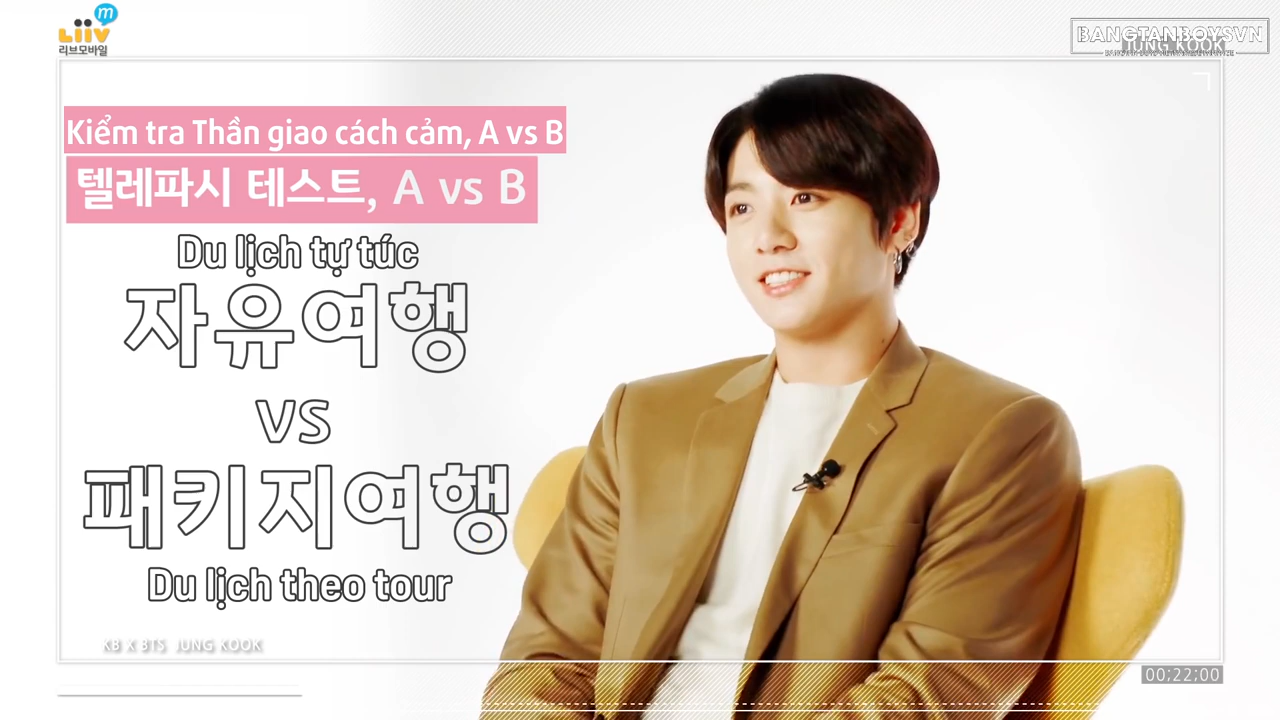 m
Liiv
리브모바일
BANGTANBOYSVN
JUNG KOOK
Kiểm tra Thần giao cách cảm, A vs B
텔레파시 테스트, A vs B
Du lịch tự túc
자유여행
vs
패키지여행
Du lịch theo tour
KB X BTS JUNG KOOK
00;22;00